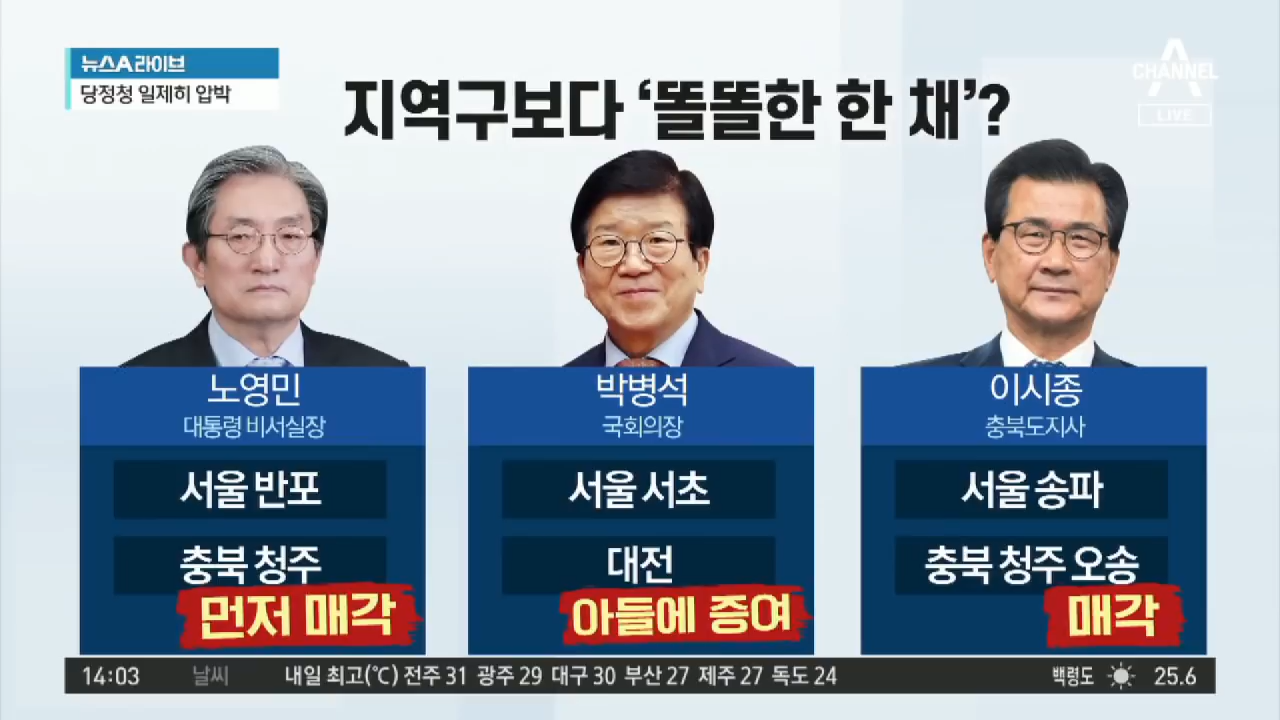 뉴스A 라이브
당정청 일제히 압박
CHANNEL A
LIVE
지역구보다 ‘똘똘한 한 채’?
노영민
대통령 비서실장
서울 반포
충북 청주
먼저 매각
박병석
국회의장
서울 서초
대전
아들에 증여
이시종
충북도지사
서울 송파
충북 청주 오송
매각
14:03 날씨 내일 최고(℃) 전주 31 광주 29 대구 30 부산 27 제주 27 독도 24 백령도 25.6